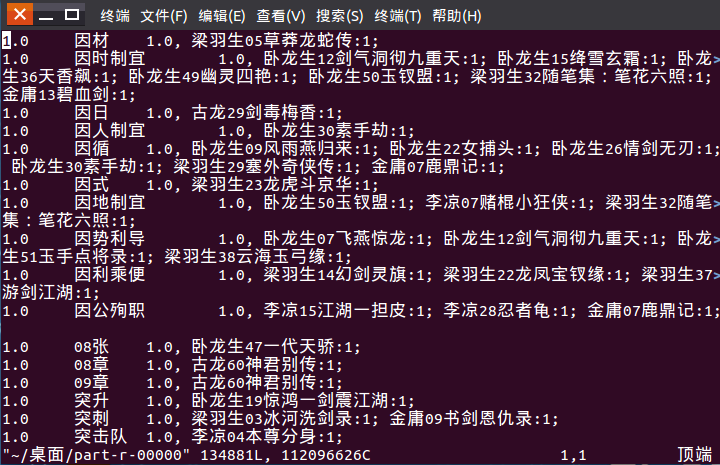 终端 文件(F) 编辑(E) 查看(V) 搜索(S) 终端(T) 帮助(H)
1.0 因材 1.0, 梁羽生05草莽龙蛇传:1;
1.0 因时制宜 1.0, 卧龙生12剑气洞彻九重天:1; 卧龙生15绛雪玄霜:1; 卧龙>
生36天香飙:1; 卧龙生49幽灵四艳:1; 卧龙生50玉钗盟:1; 梁羽生32随笔集：笔花六照:1;
金庸13碧血剑:1;
1.0 因日 1.0, 古龙29剑毒梅香:1;
1.0 因人制宜 1.0, 卧龙生30素手劫:1;
1.0 因循 1.0, 卧龙生09风雨燕归来:1; 卧龙生22女捕头:1; 卧龙生26情剑无刃:1;
卧龙生30素手劫:1; 梁羽生29塞外奇侠传:1; 金庸07鹿鼎记:1;
1.0 因式 1.0, 梁羽生23龙虎斗京华:1;
1.0 因地制宜 1.0, 卧龙生50玉钗盟:1; 李凉07赌棍小狂侠:1; 梁羽生32随笔>
集：笔花六照:1;
1.0 因势利导 1.0, 卧龙生07飞燕惊龙:1; 卧龙生12剑气洞彻九重天:1; 卧龙>
生51玉手点将录:1; 梁羽生38云海玉弓缘:1;
1.0 因利乘便 1.0, 梁羽生14幻剑灵旗:1; 梁羽生22龙凤宝钗缘:1; 梁羽生37>
游剑江湖:1;
1.0 因公殉职 1.0, 李凉15江湖一担皮:1; 李凉28忍者龟:1; 金庸07鹿鼎记:1;
1.0 08张 1.0, 卧龙生47一代天骄:1;
1.0 08章 1.0, 古龙60神君别传:1;
1.0 09章 1.0, 古龙60神君别传:1;
1.0 突升 1.0, 卧龙生19惊鸿一剑震江湖:1;
1.0 突刺 1.0, 梁羽生03冰河洗剑录:1; 金庸09书剑恩仇录:1;
1.0 突击队 1.0, 李凉04本尊分身:1;
"~/桌面/part-r-00000" 134881L, 112096626C 1,1 顶端